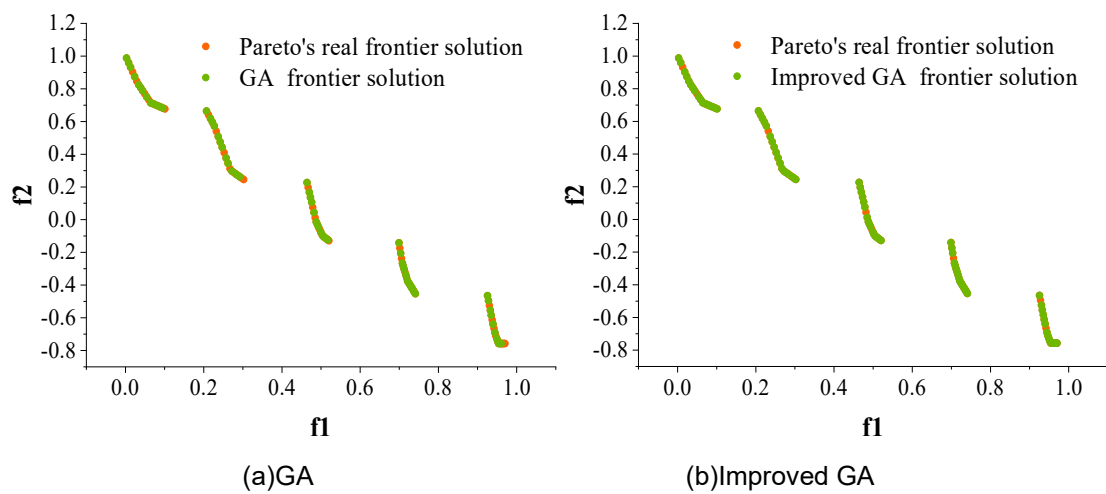 1.2
1.0
0.8
0.6
0.4
0.2
0.0
-0.2
-0.4
-0.6
-0.8
f2
Pareto's real frontier solution
GA frontier solution
0.0 0.2 0.4 0.6 0.8 1.0
f1
(a)GA
1.2
1.0
0.8
0.6
0.4
0.2
0.0
-0.2
-0.4
-0.6
-0.8
f2
Pareto's real frontier solution
Improved GA frontier solution
0.0 0.2 0.4 0.6 0.8 1.0
f1
(b)Improved GA